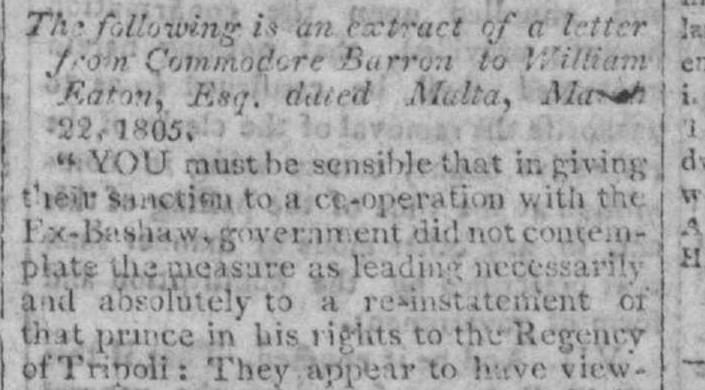 The following is an extract of a letter
from Commodore Barron to William
Eaton, Esq. dated Malta, March
22, 1805.
" YOU must be sensible that in giving
their sanction to a co-operation with the
Ex-Bashaw, government did not contem-
plate the measure as leading necessarily
and absolutely to a re-instatement of
that prince in his rights to the Regency
of Tripoli: They appear to have view-